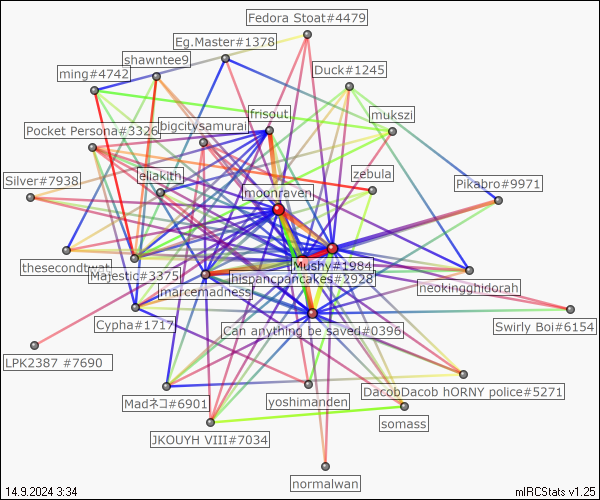 Fedora Stoat#4479
Eg.Master#1378
shawntee9
ming#4742
Duck#1245
frisout
mukszi
Pocket Persona#3326
bigcitysamurai
eliakith
zebula
Silver#7938
moonraven
Pikabro#9971
thesecondtwat
Majestic#3375
Mushy#1984
hispancpancakes#2928
neokingghidorah
marcemadness
Cypha#1717
Can anything be saved#0396
Swirly Boi#6154
LPK2387 #7690
Madネコ#6901
yoshimanden
DacobDacob hORNY police#5271
somass
JKOUYH VIII#7034
normalwan
14.9.2024 3:34
mIRCStats v1.25